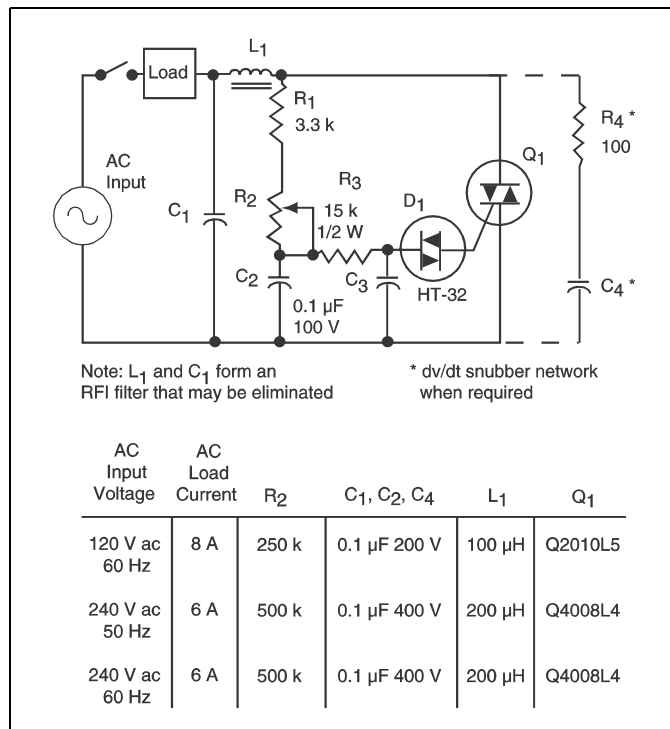 L1
Load
R1
3.3 k
AC
Input
C1
R2
R3
15 k
1/2 W
D1
Q1
R4 *
100
C2
0.1 µF
100 V
C3
HT-32
C4 *
Note: L1 and C1 form an
RFI filter that may be eliminated
* dv/dt snubber network
when required
AC
Input
Voltage
AC
Load
Current
R2
C1, C2, C4
L1
Q1
120 V ac
60 Hz
8 A
250 k
0.1 µF 200 V
100 µH
Q2010L5
240 V ac
50 Hz
6 A
500 k
0.1 µF 400 V
200 µH
Q4008L4
240 V ac
60 Hz
6 A
500 k
0.1 µF 400 V
200 µH
Q4008L4